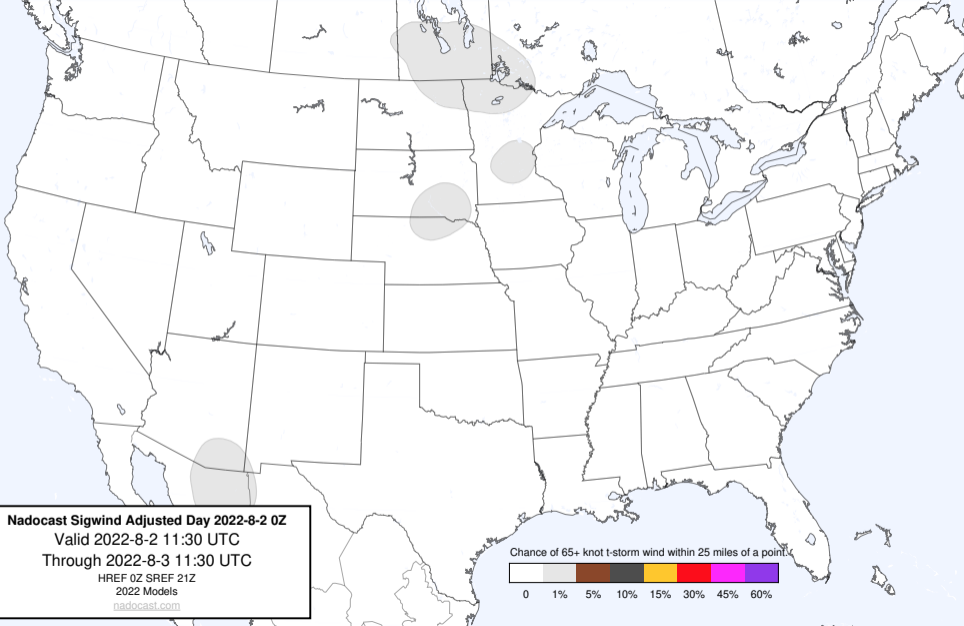 Nadocast Sigwind Adjusted Day 2022-8-2 0Z
Valid 2022-8-2 11:30 UTC
Through 2022-8-3 11:30 UTC
HREF 0Z SREF 21Z
2022 Models
nadocast.com
Chance of 65+ knot t-storm wind within 25 miles of a point.
0 1% 5% 10% 15% 30% 45% 60%